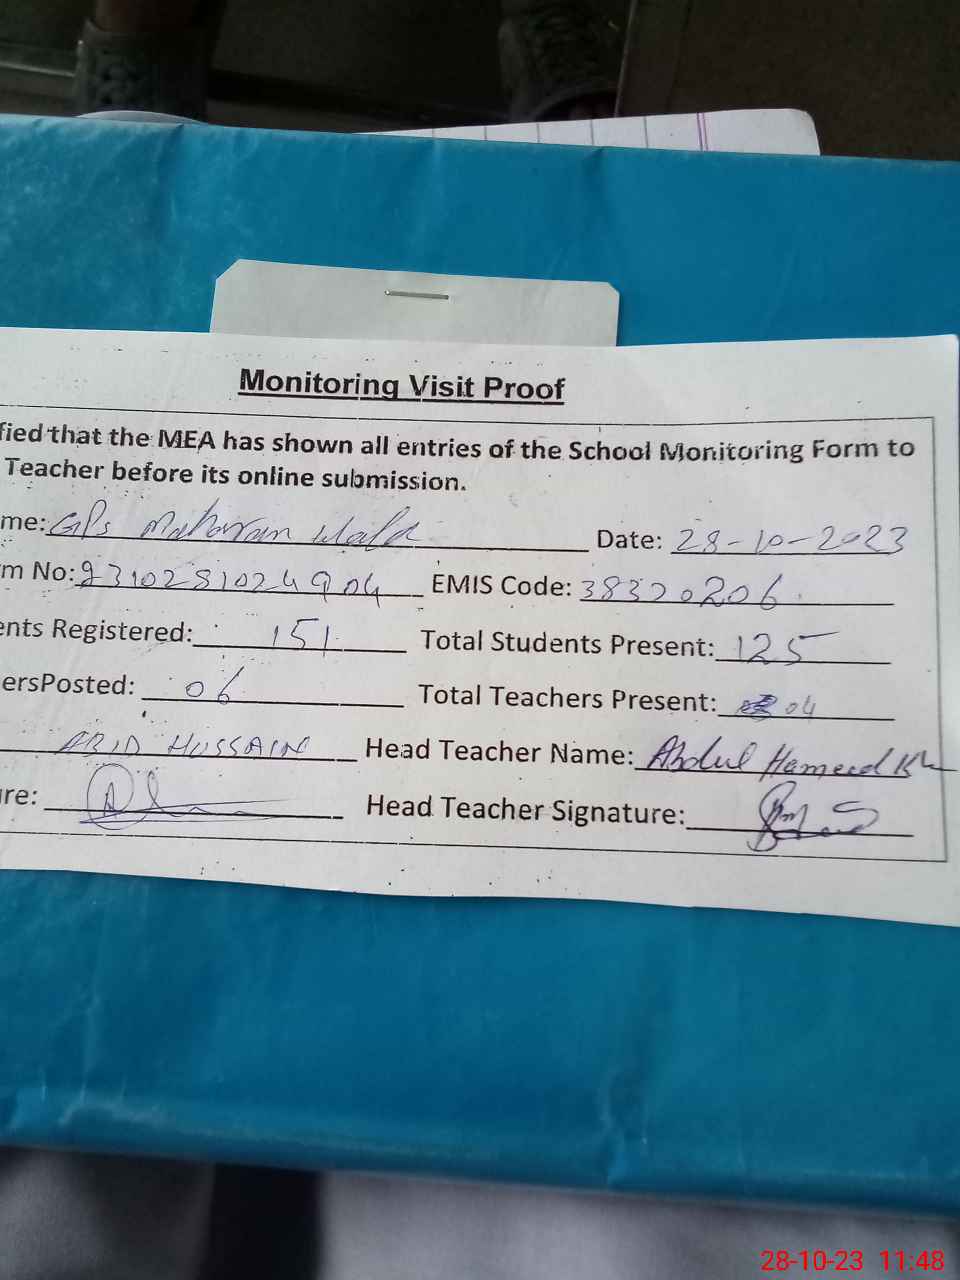 Monitoring Visit Proof
fied that the MEA has shown all entries of the School Monitoring Form to
Teacher before its online submission.
me: GPS Maharam Wala Date: 28-10-2023
m No: EMIS Code: 38320206
ents Registered: 151 Total Students Present: 125
ersPosted: 06 Total Teachers Present: 04
ABID HUSSAIN Head Teacher Name: Abdul Hameed
re: Head Teacher Signature:
28-10-23 11:48